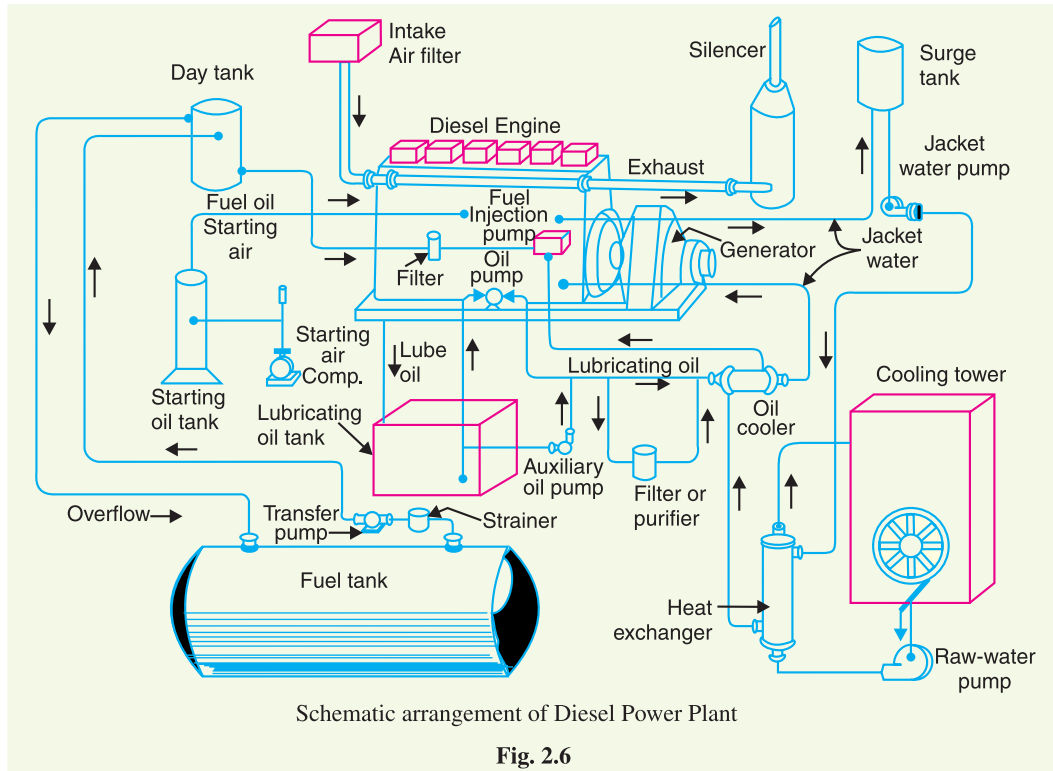 Intake
Air filter
Silencer
Surge
tank
Day tank
Diesel Engine
Jacket
water pump
Exhaust
Fuel oil
Starting
air
Fuel
Injection
pump
Generator
Jacket
water
Filter
Oil
pump
Starting
air
Comp.
Lube
oil
Lubricating oil
Cooling tower
Starting
oil tank
Lubricating
oil tank
Oil
cooler
Auxiliary
oil pump
Filter or
purifier
Overflow
Transfer
pump
Strainer
Fuel tank
Heat
exchanger
Raw-water
pump
Schematic arrangement of Diesel Power Plant
Fig. 2.6